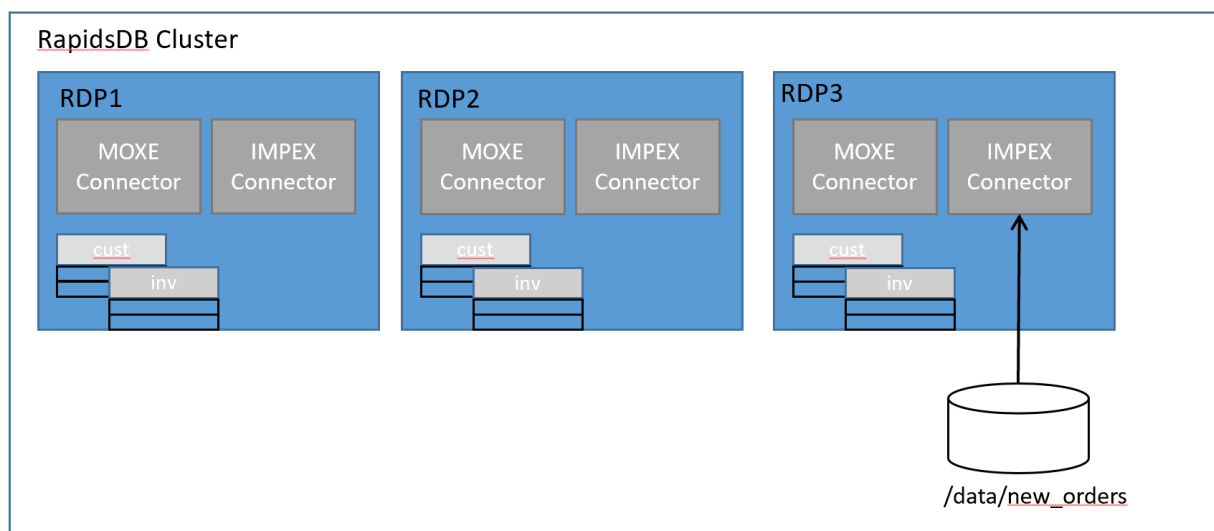 RapidsDB Cluster
RDP1
MOXE
Connector
IMPEX
Connector
cust
inv
RDP2
MOXE
Connector
IMPEX
Connector
cust
inv
RDP3
MOXE
Connector
IMPEX
Connector
cust
inv
/data/new_orders